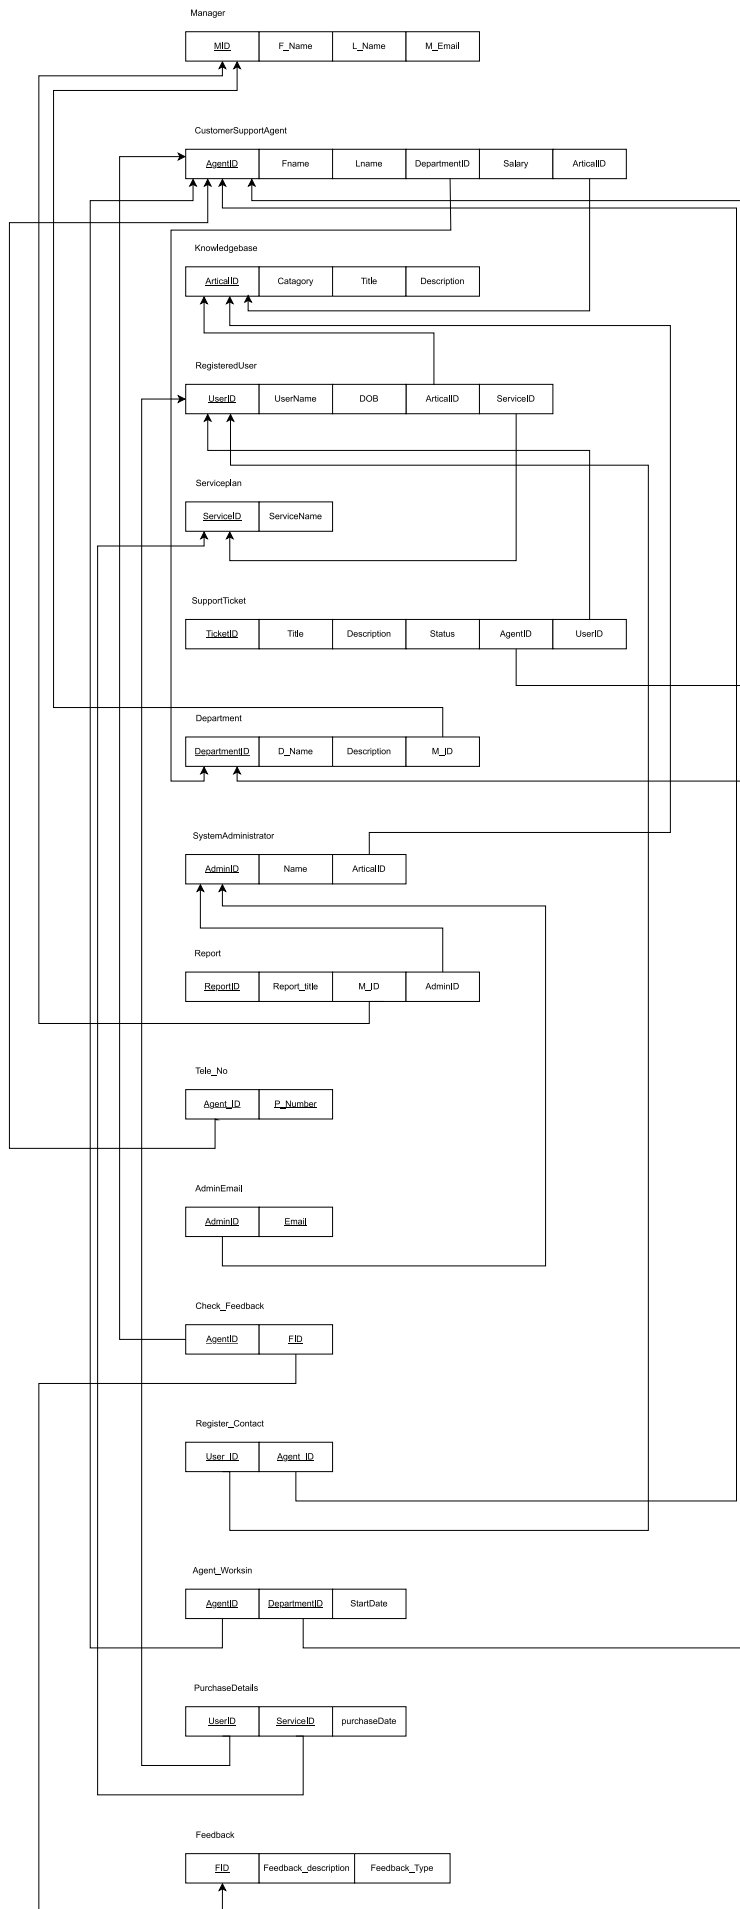 Manager
MID F_Name L_Name M_Email
CustomerSupportAgent
AgentID Fname Lname DepartmentID Salary ArticalID
Knowledgebase
ArticalID Catagory Title Description
RegisteredUser
UserID UserName DOB ArticalID ServiceID
Serviceplan
ServiceID ServiceName
SupportTicket
TicketID Title Description Status AgentID UserID
Department
DepartmentID D_Name Description M_ID
SystemAdministrator
AdminID Name ArticalID
Report
ReportID Report_title M_ID AdminID
Tele_No
Agent_ID P_Number
AdminEmail
AdminID Email
Check_Feedback
AgentID FID
Register_Contact
User_ID Agent_ID
Agent_Worksin
AgentID DepartmentID StartDate
PurchaseDetails
UserID ServiceID purchaseDate
Feedback
FID Feedback_description Feedback_Type